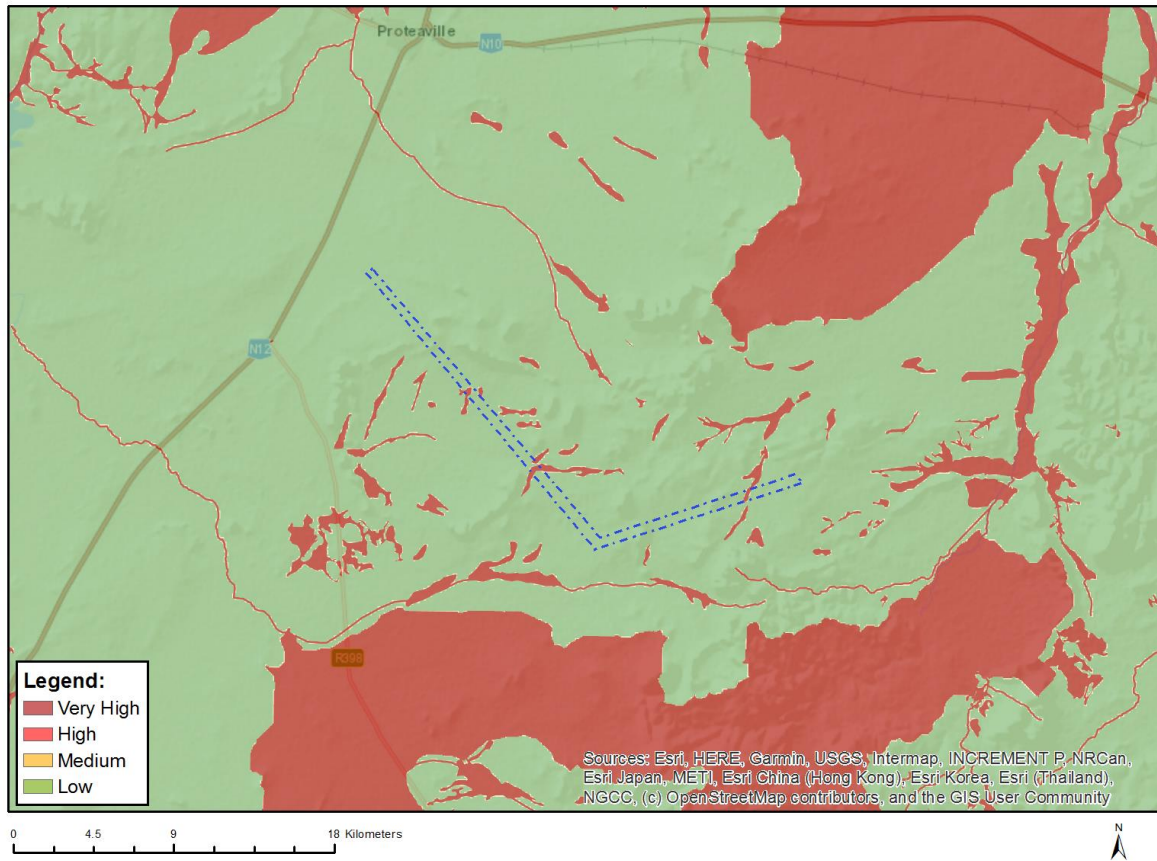 Proteaville
N10
N12
R398
Legend:
Very High
High
Medium
Low
Sources: Esri, HERE, Garmin, USGS, Intermap, INCREMENT P, NRCan,
Esri Japan, METI, Esri China (Hong Kong), Esri Korea, Esri (Thailand),
NGCC, (c) OpenStreetMap contributors, and the GIS User Community
0 4.5 9 18 Kilometers
N